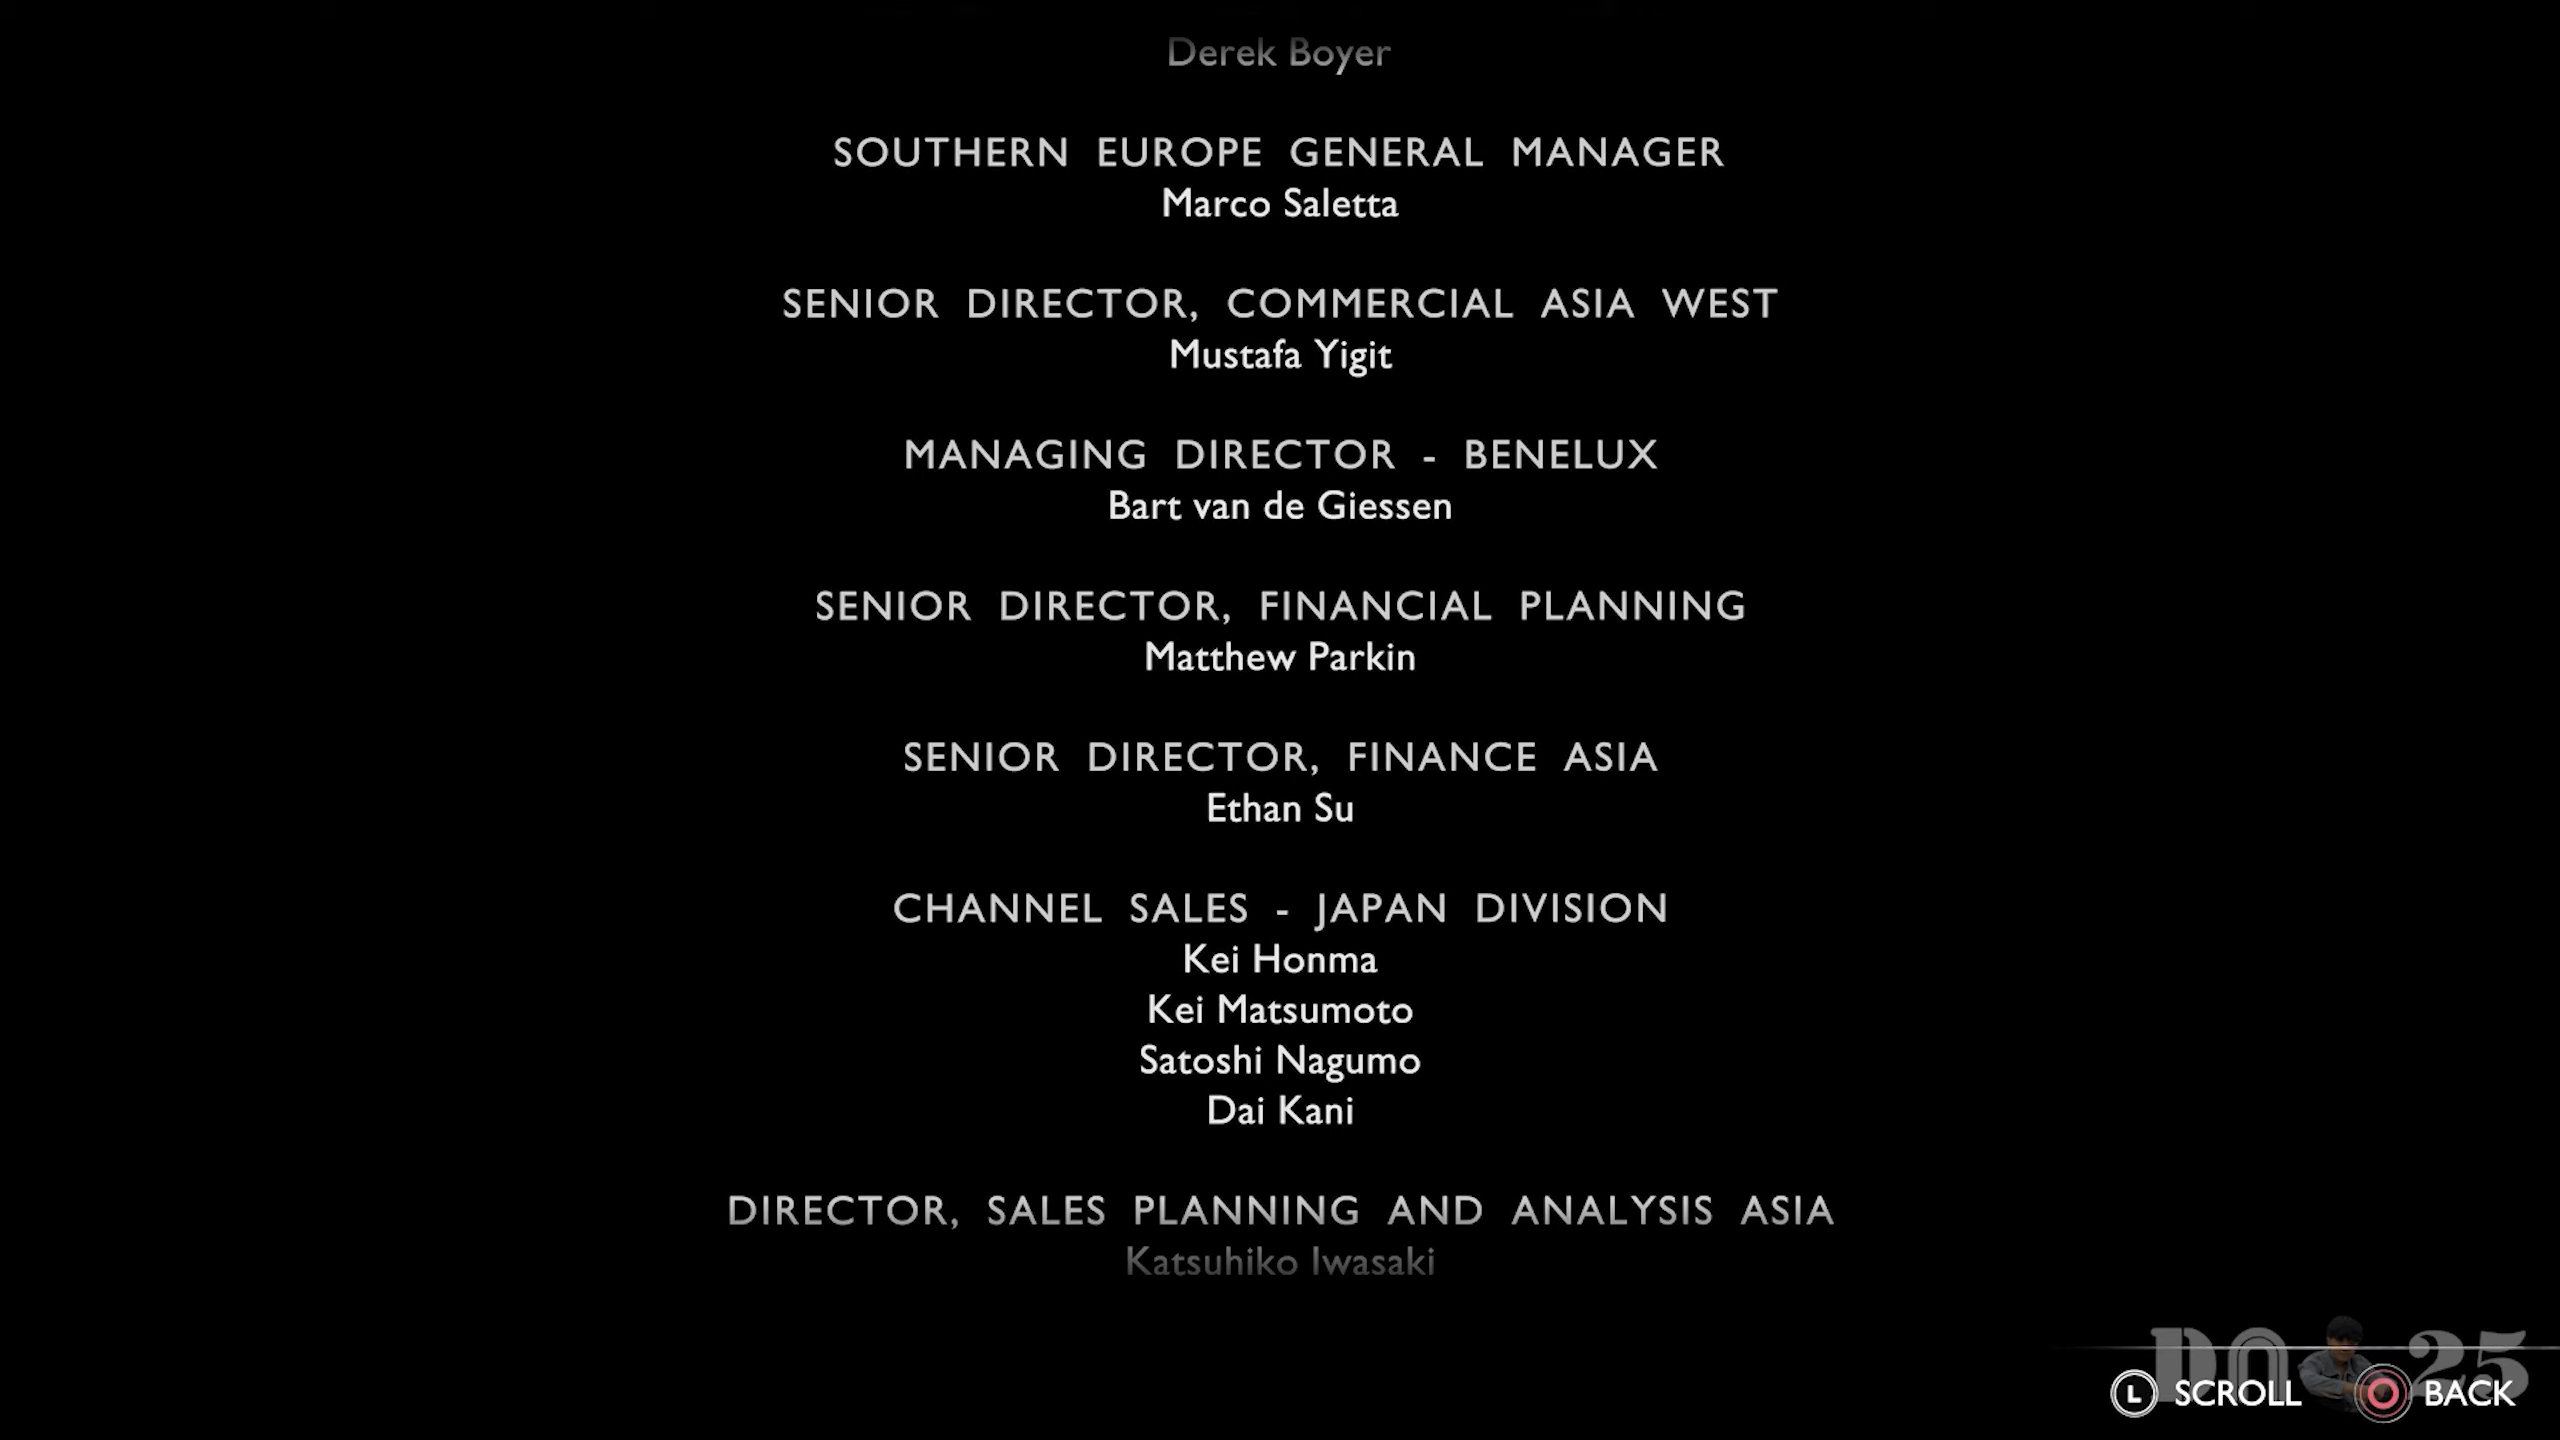 Derek Boyer
SOUTHERN EUROPE GENERAL MANAGER
Marco Saletta
SENIOR DIRECTOR, COMMERCIAL ASIA WEST
Mustafa Yigit
MANAGING DIRECTOR - BENELUX
Bart van de Giessen
SENIOR DIRECTOR, FINANCIAL PLANNING
Matthew Parkin
SENIOR DIRECTOR, FINANCE ASIA
Ethan Su
CHANNEL SALES - JAPAN DIVISION
Kei Honma
Kei Matsumoto
Satoshi Nagumo
Dai Kani
DIRECTOR, SALES PLANNING AND ANALYSIS ASIA
Katsuhiko Iwasaki
L SCROLL BACK